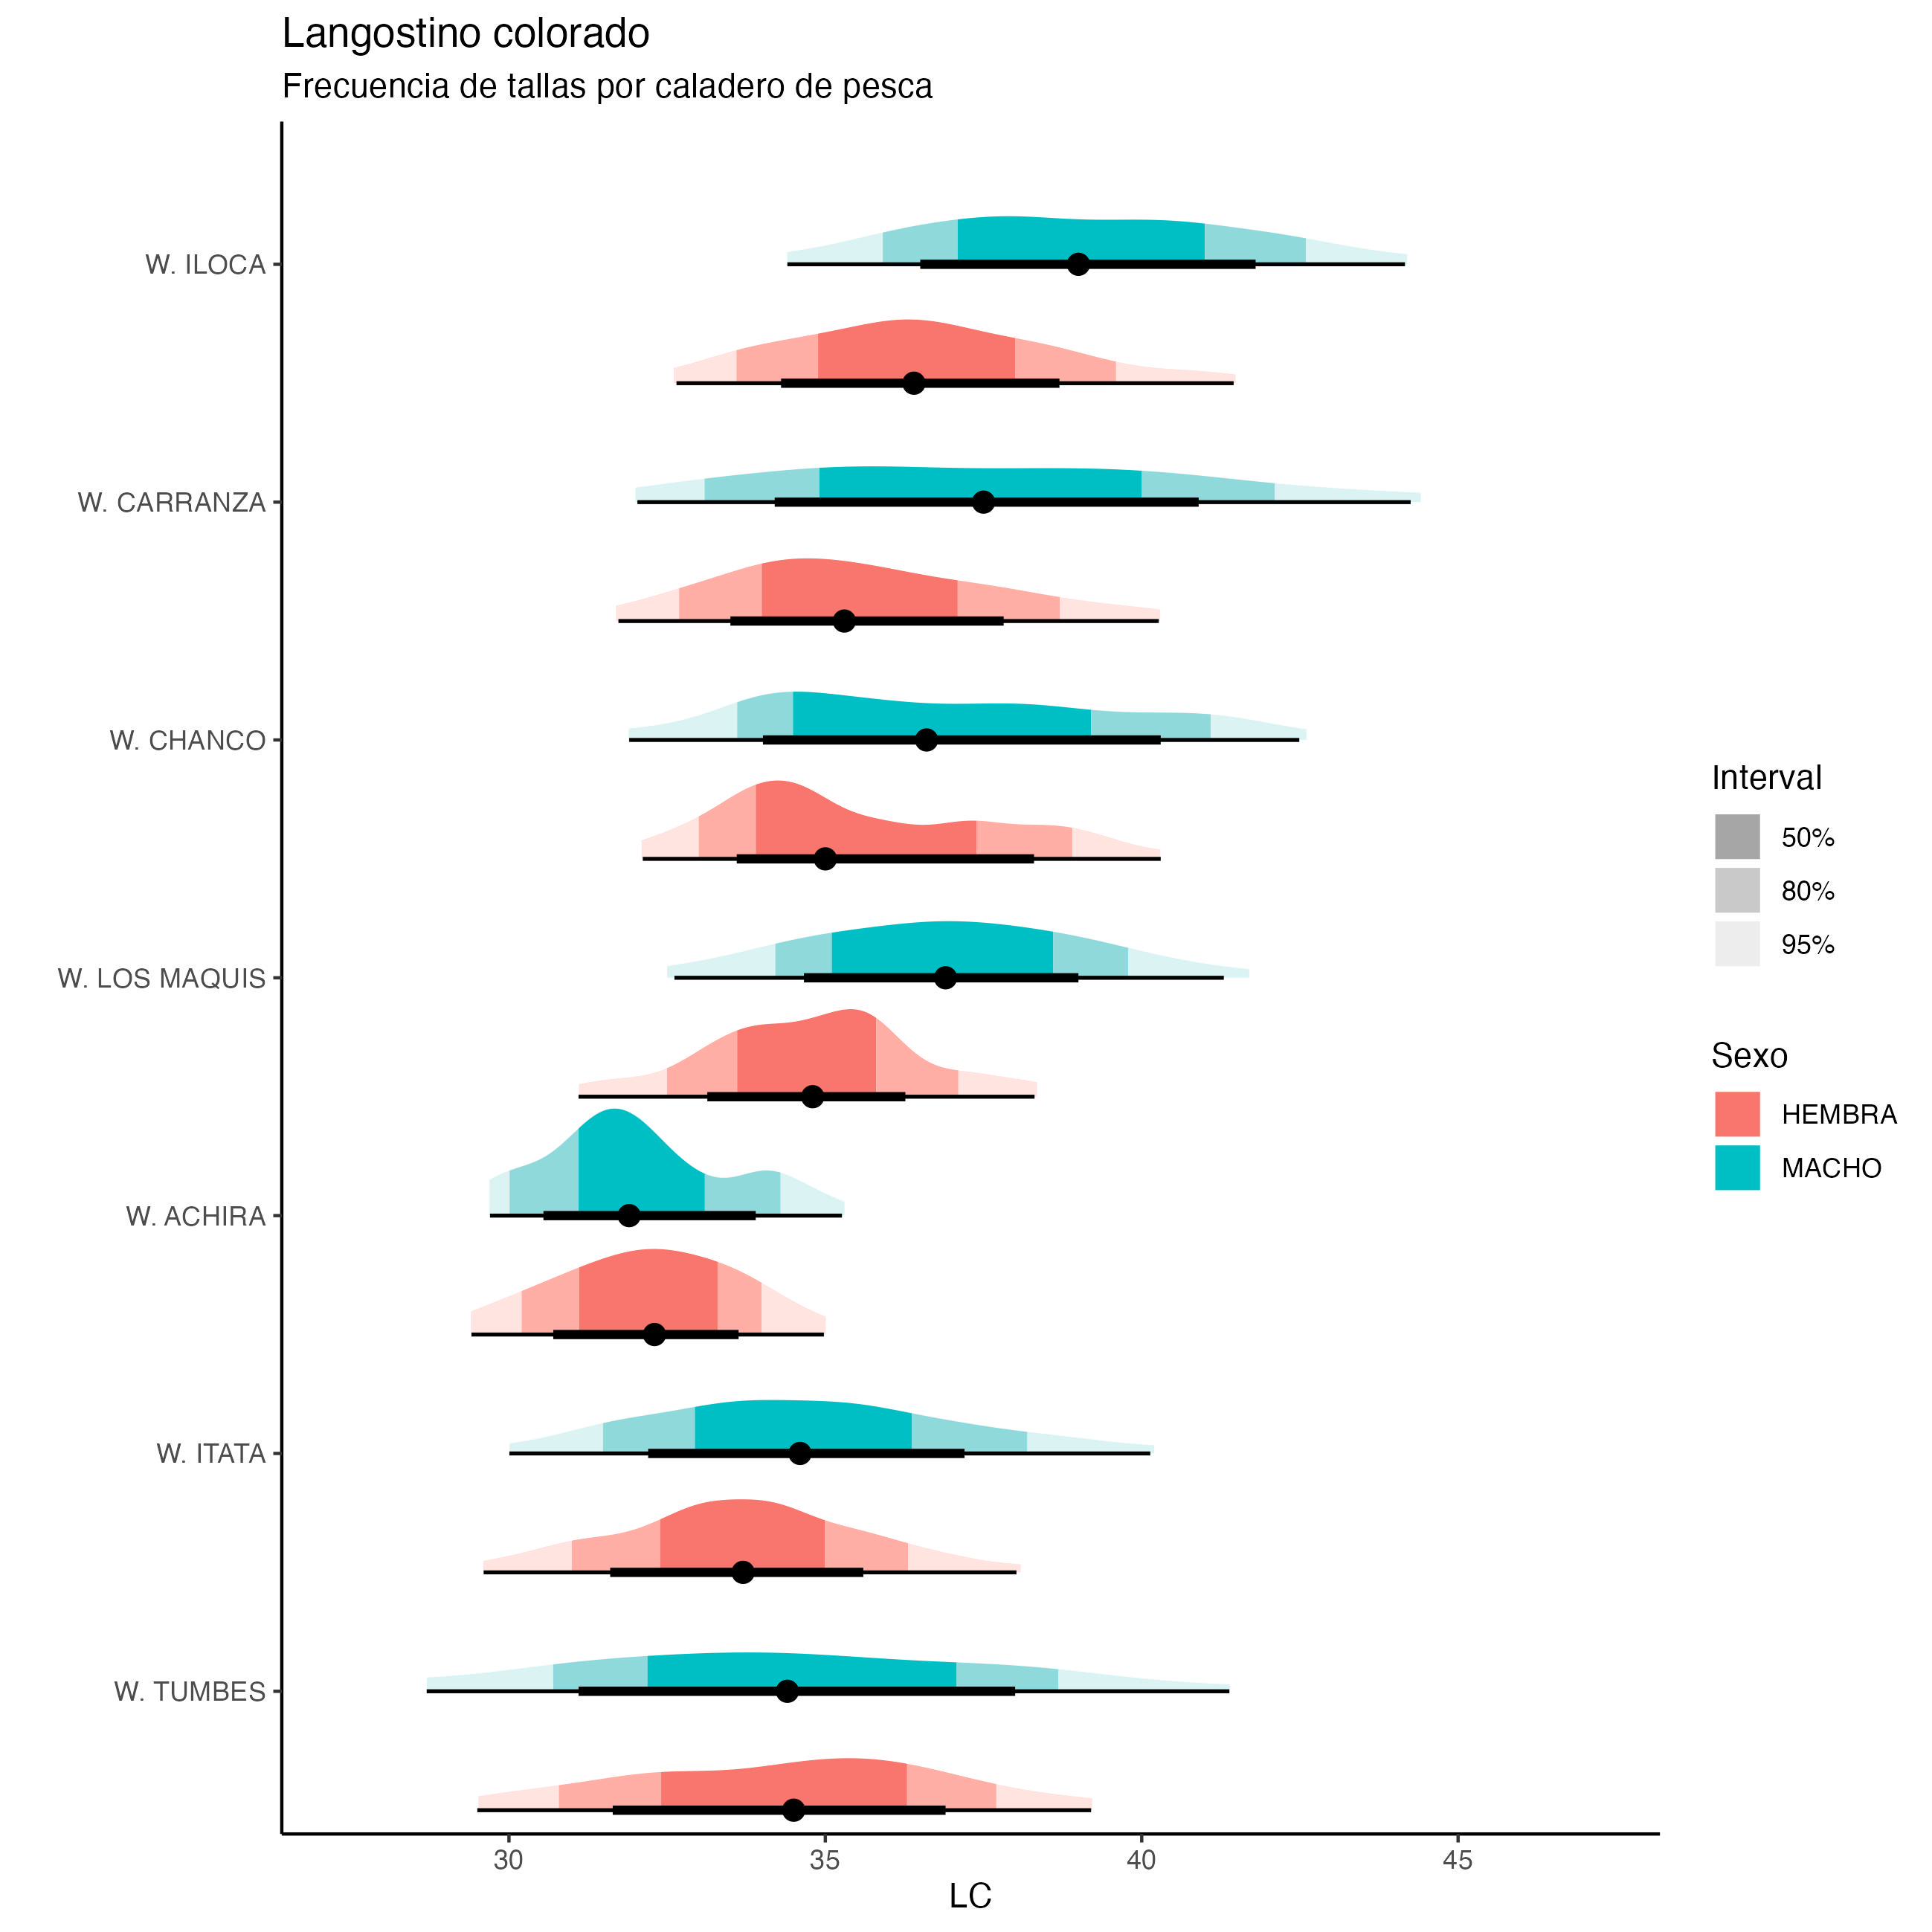 Langostino colorado
Frecuencia de tallas por caladero de pesca
W. ILOCA
W. CARRANZA
W. CHANCO
W. LOS MAQUIS
W. ACHIRA
W. ITATA
W. TUMBES
30 35 40 45
LC
Interval
50%
80%
95%
Sexo
HEMBRA
MACHO